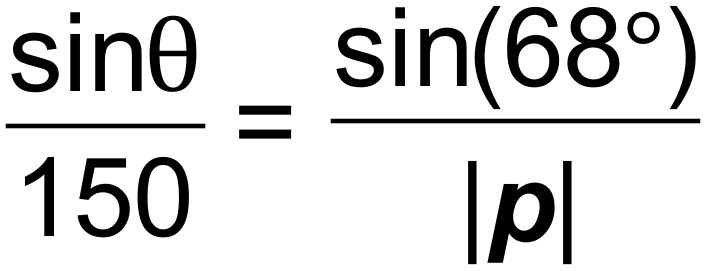 sinθ/150 = sin(68°)/|p|